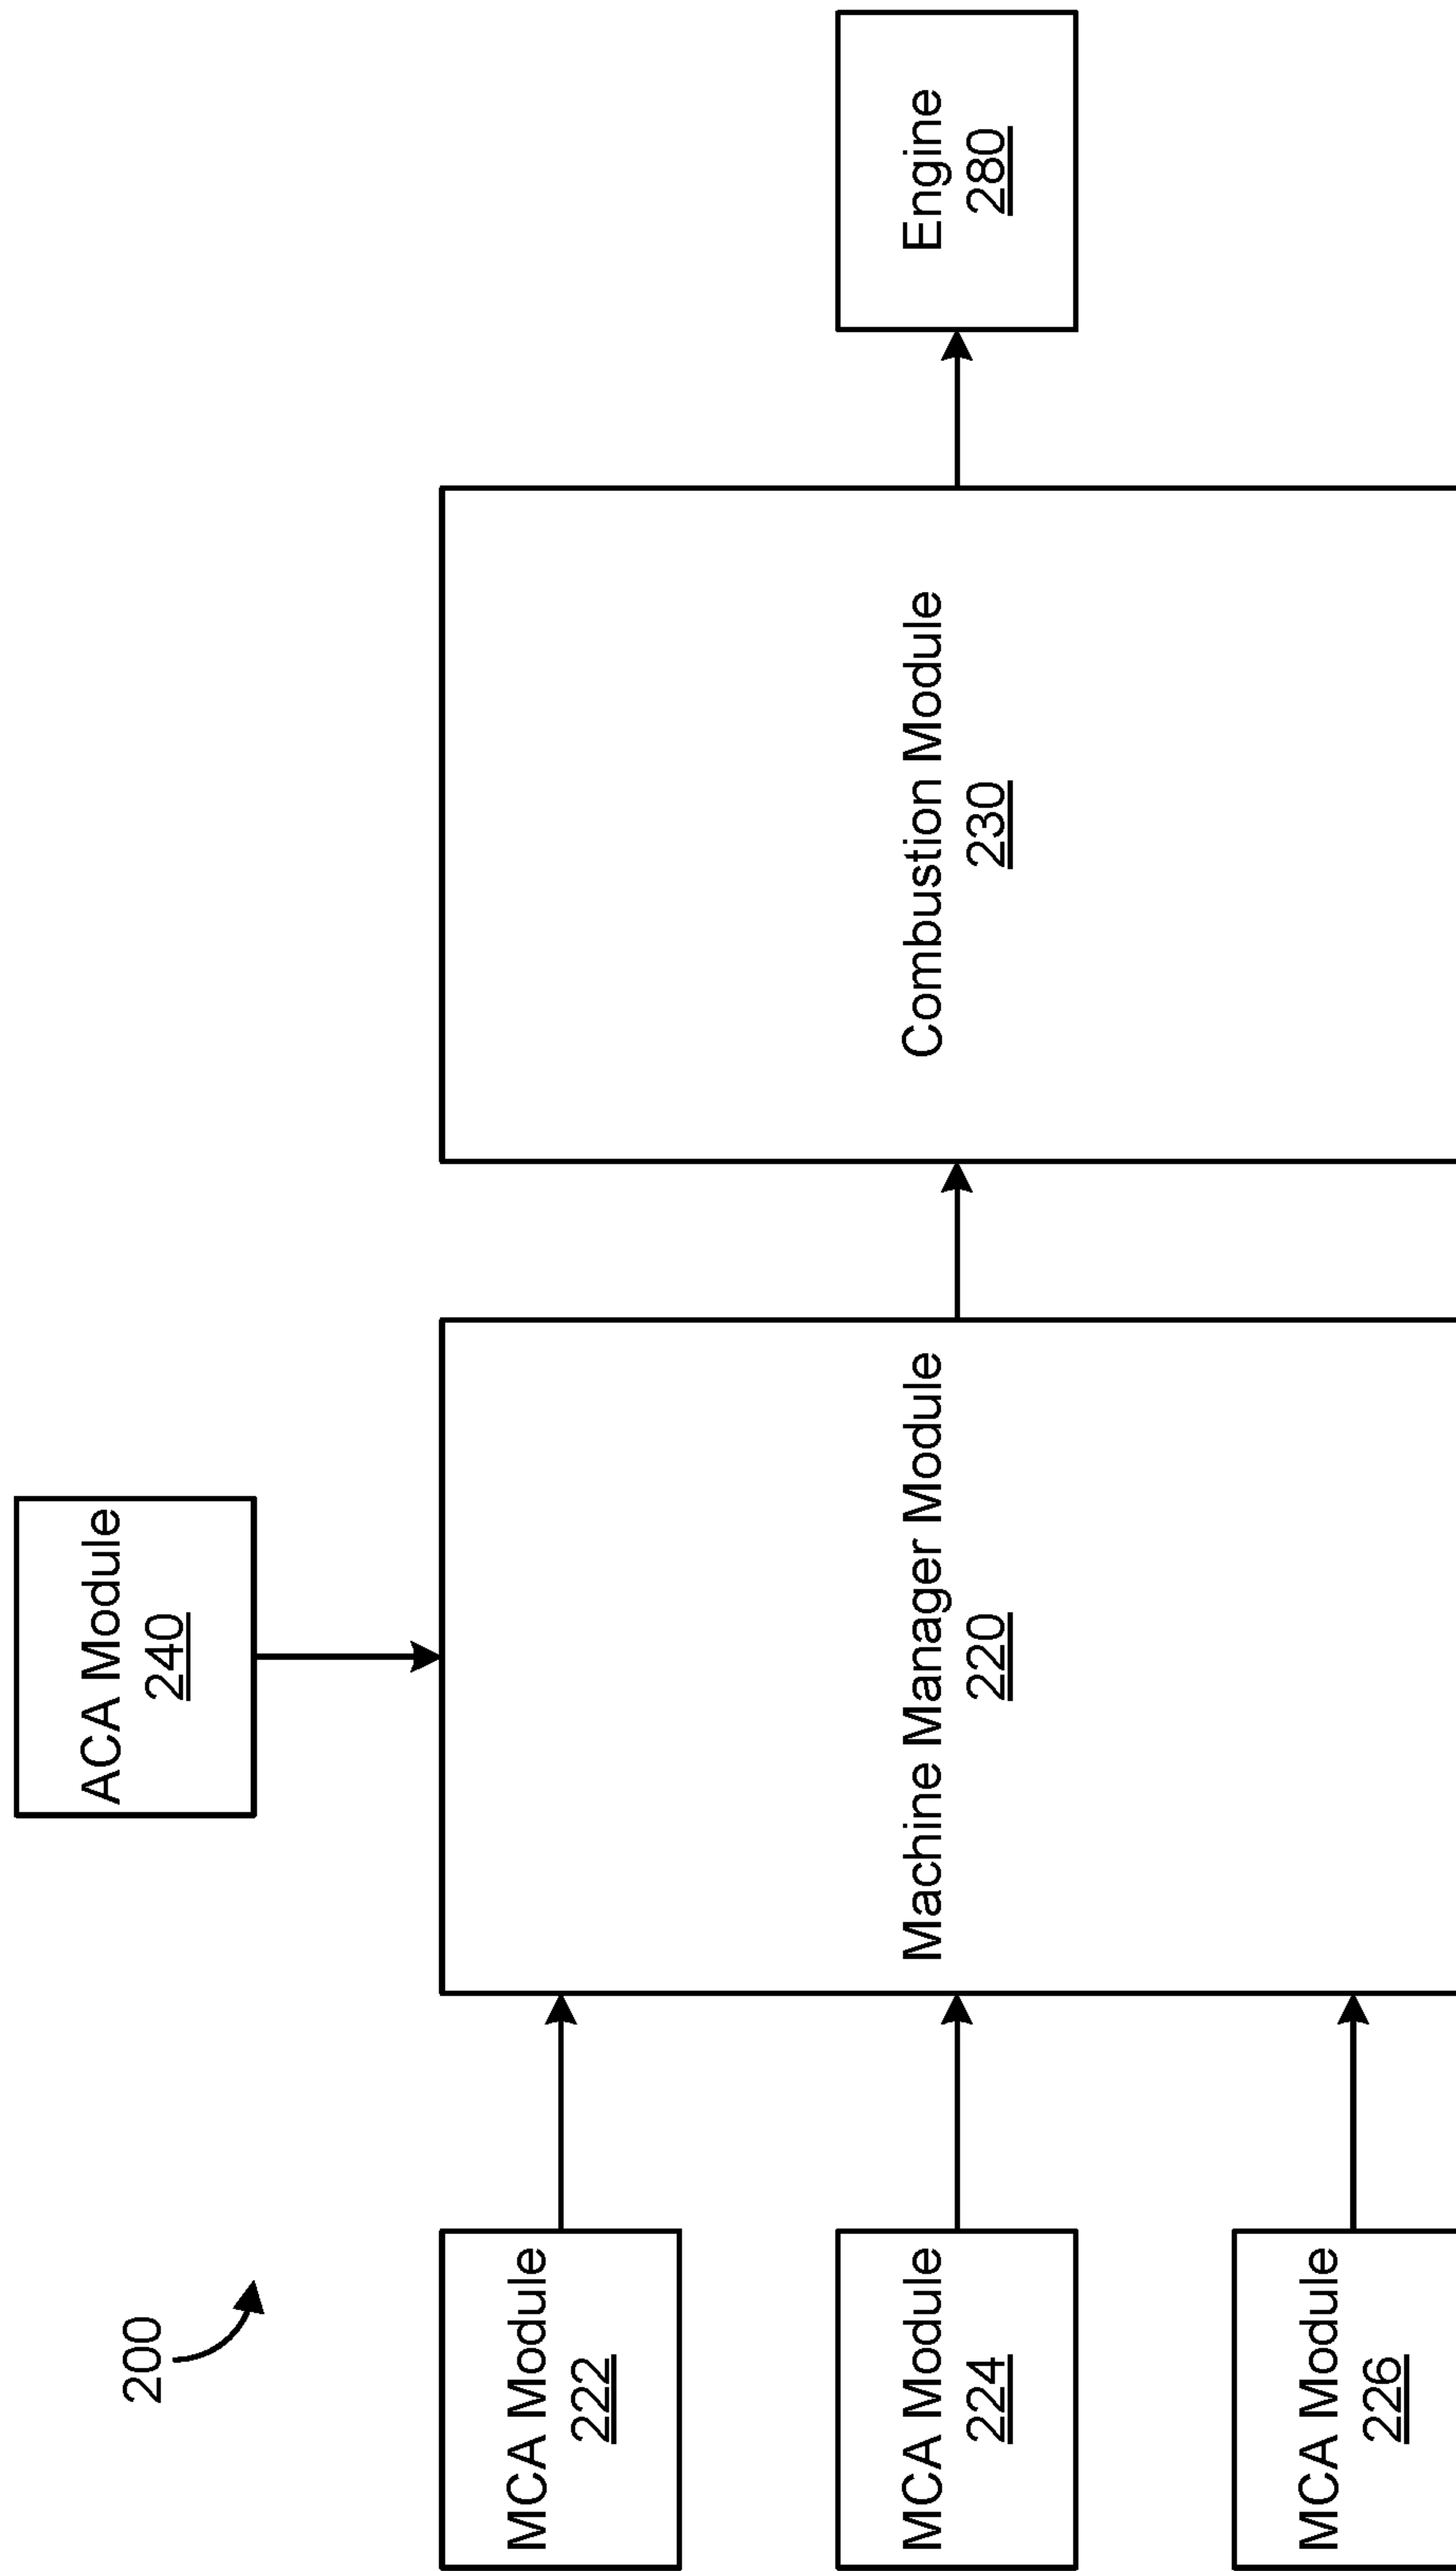 200
ACA Module
240
MCA Module
222
MCA Module
224
MCA Module
226
Machine Manager Module
220
Combustion Module
230
Engine
280